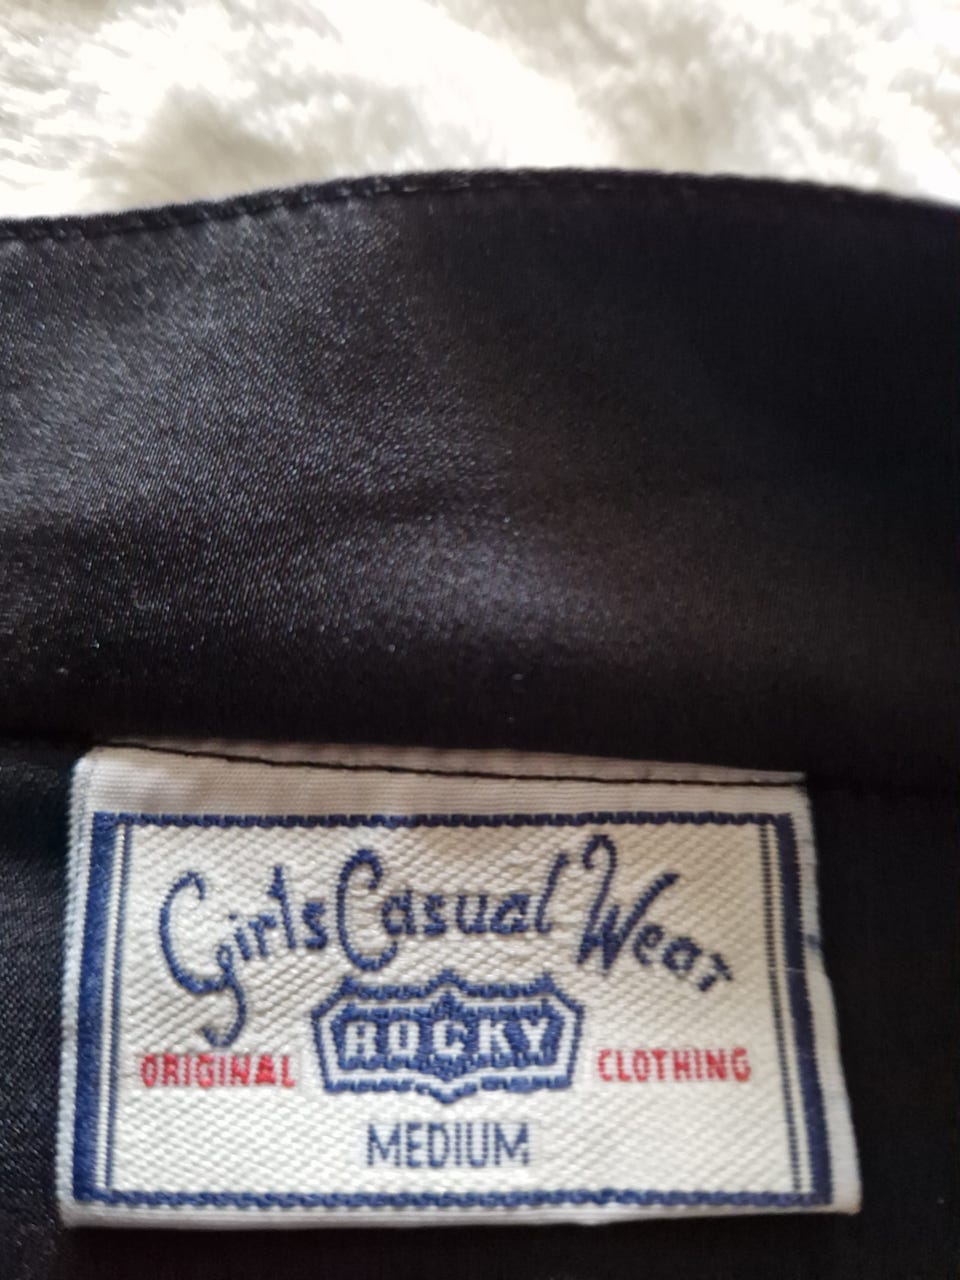 Girls Casual Wear
ROCKY
ORIGINAL CLOTHING
MEDIUM